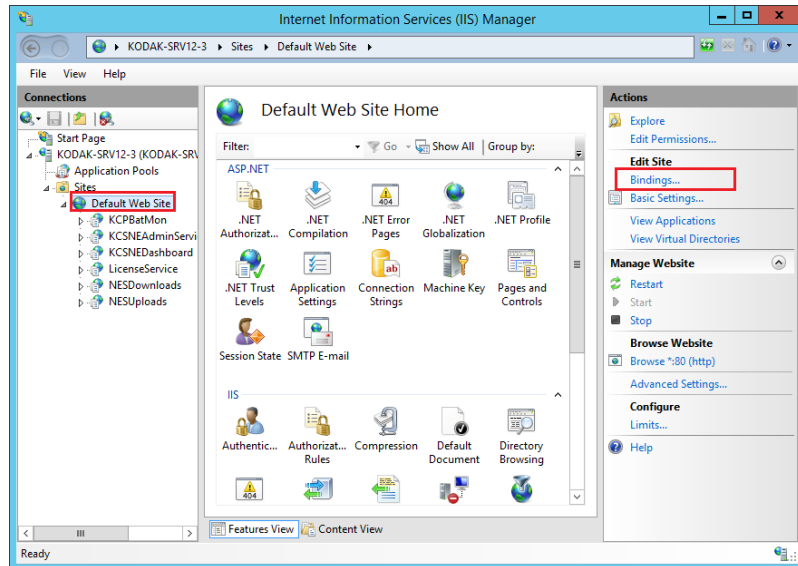 Internet Information Services (IIS) Manager
KODAK-SRV12-3 Sites Default Web Site
File View Help
Connections
Start Page
KODAK-SRV12-3 (KODAK-SRV
Application Pools
Sites
Default Web Site
KCPBatMon
KCSNEAdminServi
KCSNEDashboard
LicenseService
NESDownloads
NESUploads
Default Web Site Home
Filter: Go Show All Group by:
ASP.NET
.NET Authorizat...
.NET Compilation
.NET Error Pages
.NET Globalization
.NET Profile
.NET Trust Levels
Application Settings
Connection Strings
Machine Key
Pages and Controls
Session State
SMTP E-mail
IIS
Authentic...
Authorizat... Rules
Compression
Default Document
Directory Browsing
404
404
ab
Features View Content View
Actions
Explore
Edit Permissions...
Edit Site
Bindings...
Basic Settings...
View Applications
View Virtual Directories
Manage Website
Restart
Start
Stop
Browse Website
Browse *:80 (http)
Advanced Settings...
Configure
Limits...
Help
Ready